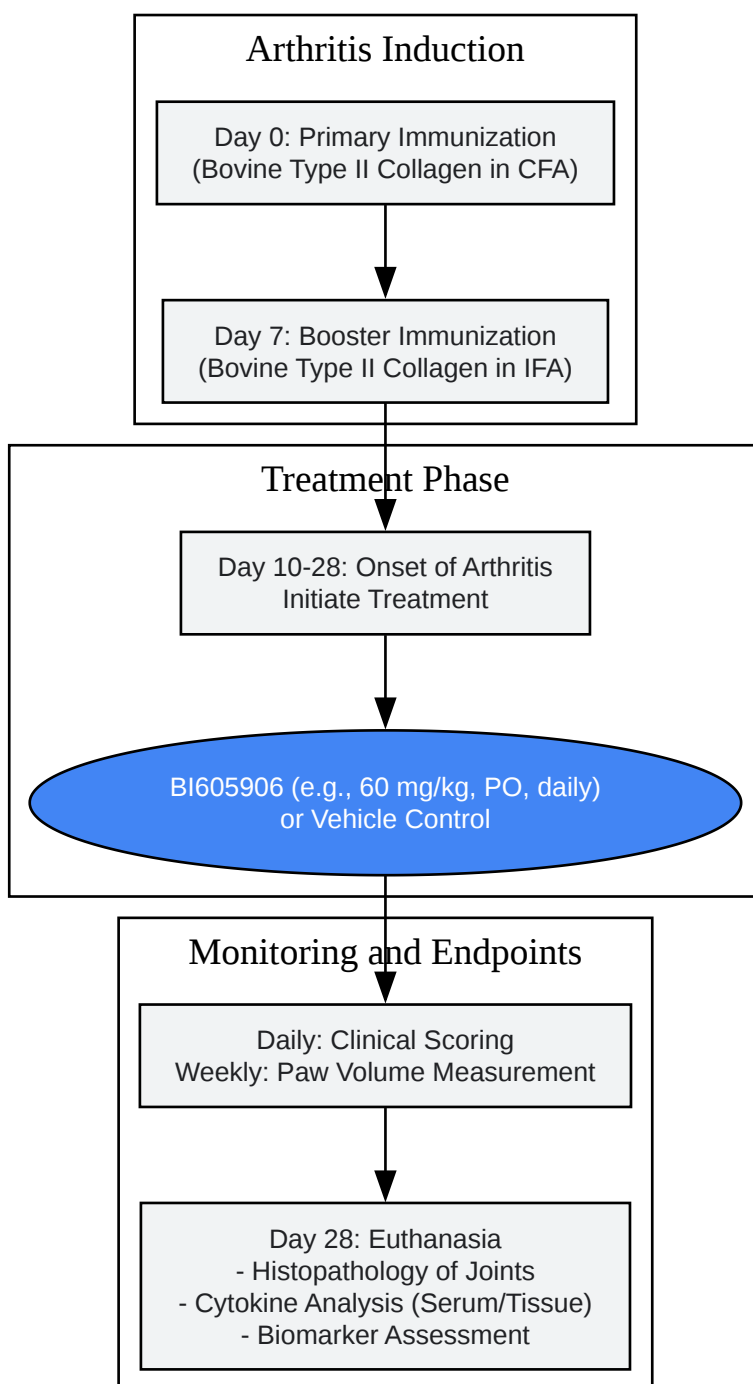 Arthritis Induction
Day 0: Primary Immunization
(Bovine Type II Collagen in CFA)
Day 7: Booster Immunization
(Bovine Type II Collagen in IFA)
Treatment Phase
Day 10-28: Onset of Arthritis
Initiate Treatment
BI605906 (e.g., 60 mg/kg, PO, daily)
or Vehicle Control
Monitoring and Endpoints
Daily: Clinical Scoring
Weekly: Paw Volume Measurement
Day 28: Euthanasia
- Histopathology of Joints
- Cytokine Analysis (Serum/Tissue)
- Biomarker Assessment